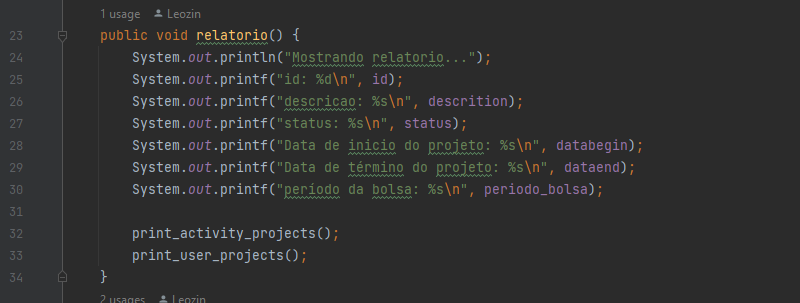 1 usage Leozin
23 public void relatorio() {
24 System.out.println("Mostrando relatorio...");
25 System.out.printf("id: %d\n", id);
26 System.out.printf("descricao: %s\n", descrition);
27 System.out.printf("status: %s\n", status);
28 System.out.printf("Data de inicio do projeto: %s\n", databegin);
29 System.out.printf("Data de término do projeto: %s\n", dataend);
30 System.out.printf("período da bolsa: %s\n", periodo_bolsa);
31
32 print_activity_projects();
33 print_user_projects();
34 }
2 usages Leozin